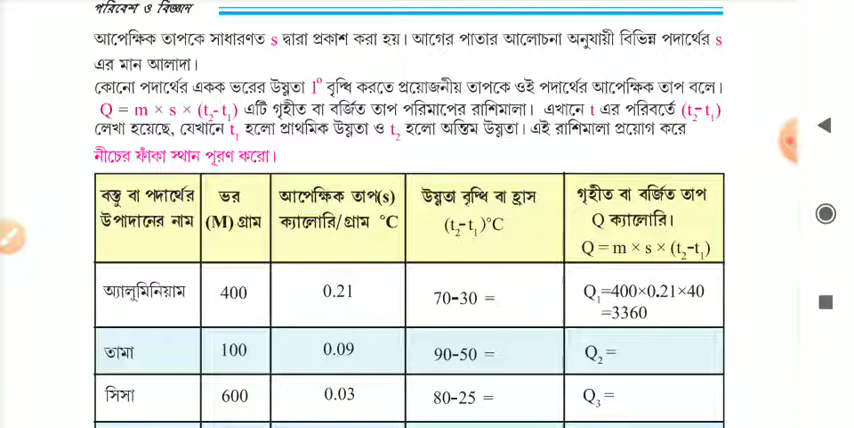 পরিবেশ ও বিজ্ঞান
আপেক্ষিক তাপকে সাধারণত s দ্বারা প্রকাশ করা হয়। আগের পাতার আলোচনা অনুযায়ী বিভিন্ন পদার্থের s
এর মান আলাদা।
কোনো পদার্থের একক ভরের উষ্ণতা 1° বৃদ্ধি করতে প্রয়োজনীয় তাপকে ওই পদার্থের আপেক্ষিক তাপ বলে।
Q = m × s × (t₂-t₁) এটি গৃহীত বা বর্জিত তাপ পরিমাপের রাশিমালা। এখানে t এর পরিবর্তে (t₂-t₁)
লেখা হয়েছে, যেখানে t₁ হলো প্রাথমিক উষ্ণতা ও t₂ হলো অন্তিম উষ্ণতা। এই রাশিমালা প্রয়োগ করে
নীচের ফাঁকা স্থান পূরণ করো।
বস্তু বা পদার্থের উপাদানের নাম
ভর (M) গ্রাম
আপেক্ষিক তাপ(s) ক্যালোরি/গ্রাম °C
উষ্ণতা বৃদ্ধি বা হ্রাস (t₂-t₁)°C
গৃহীত বা বর্জিত তাপ Q ক্যালোরি। Q = m × s × (t₂-t₁)
অ্যালুমিনিয়াম 400 0.21 70-30 = Q₁=400×0.21×40
=3360
তামা 100 0.09 90-50 = Q₂ =
সিসা 600 0.03 80-25 = Q₃ =